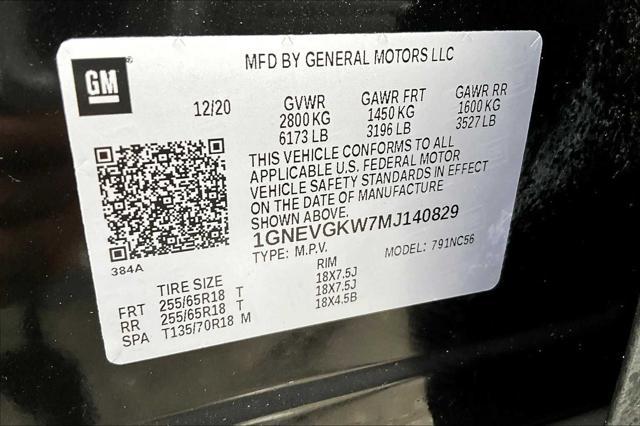 GM
MFD BY GENERAL MOTORS LLC
12/20 GVWR GAWR FRT GAWR RR
2800 KG 1450 KG 1600 KG
6173 LB 3196 LB 3527 LB
THIS VEHICLE CONFORMS TO ALL
APPLICABLE U.S. FEDERAL MOTOR
VEHICLE SAFETY STANDARDS IN EFFECT
ON THE DATE OF MANUFACTURE
SHOWN ABOVE.
1GNEVGKW7MJ140829
TYPE: M.P.V. MODEL: 791NC56
384A
TIRE SIZE RIM
FRT 255/65R18 T 18X7.5J
RR 255/65R18 T 18X7.5J
SPA T135/70R18 M 18X4.5B